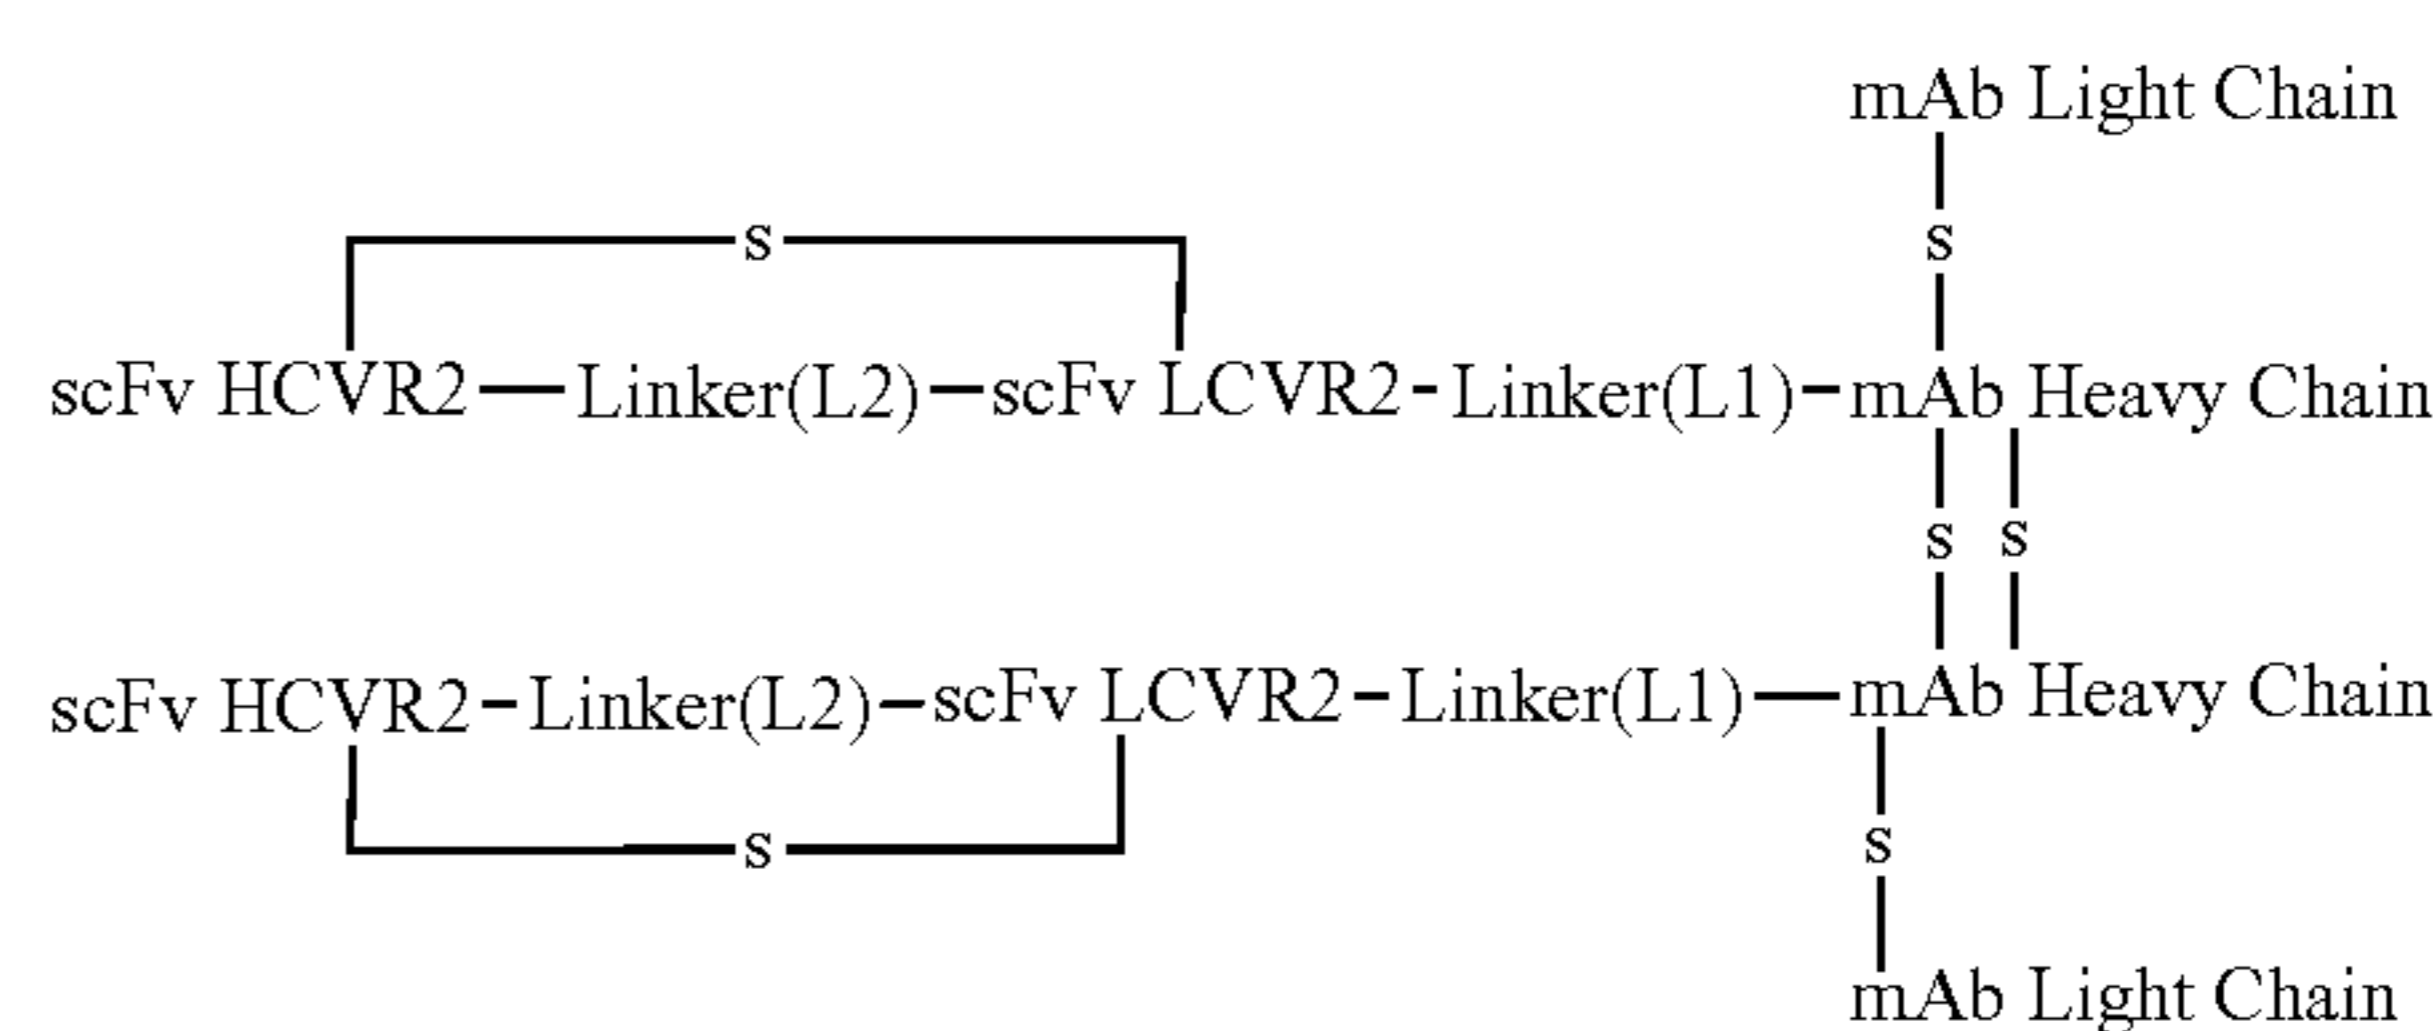 mAb Light Chain
s s
scFv HCVR2 Linker(L2) scFv LCVR2 Linker(L1) mAb Heavy Chain
s s
scFv HCVR2 Linker(L2) scFv LCVR2 Linker(L1) mAb Heavy Chain
s s
mAb Light Chain